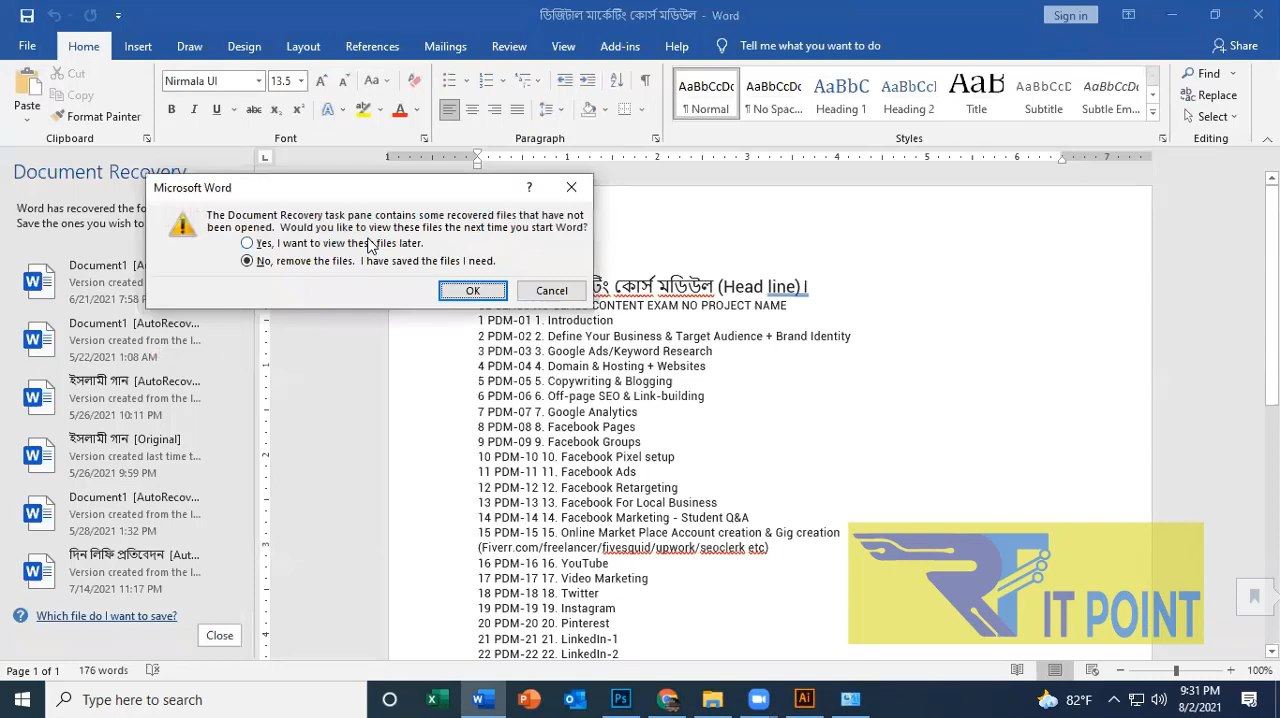 ডিজিটাল মার্কেটিং কোর্স মডিউল - Word
Sign in
File Home Insert Draw Design Layout References Mailings Review View Add-ins Help Tell me what you want to do Share
Paste
Cut
Copy
Format Painter
Clipboard
Nirmala UI 13.5
Font
Paragraph
AaBbCcDc AaBbCcDc AaBbC AaBbCcl AaB AaBbCcDc AaBbCcDc
¶ Normal ¶ No Spac... Heading 1 Heading 2 Title Subtitle Subtle Em...
Styles
Find
Replace
Select
Editing
Document Recovery
Word has recovered the fo
Document1
Version created
6/21/2021 7:58
Document1 [AutoRecov...
Version created from the l...
5/22/2021 1:08 AM
ইসলামী গান [AutoRecov...
Version created from the l...
5/26/2021 10:11 PM
ইসলামী গান [Original]
Version created last time t...
5/26/2021 9:59 PM
Document1 [AutoRecov...
Version created from the l...
5/28/2021 1:32 PM
দিন লিফি প্রতিবেদন [Aut...
Version created from the l...
7/14/2021 11:17 PM
Which file do I want to save?
Close
Microsoft Word
The Document Recovery task pane contains some recovered files that have not
been opened. Would you like to view these files the next time you start Word?
Yes, I want to view these files later.
No, remove the files. I have saved the files I need.
OK Cancel
1 1 2 3 4 5 6 7
1
2
3
4
কোর্স মডিউল (Head line)
CONTENT EXAM NO PROJECT NAME
1 PDM-01 1. Introduction
2 PDM-02 2. Define Your Business & Target Audience + Brand Identity
3 PDM-03 3. Google Ads/Keyword Research
4 PDM-04 4. Domain & Hosting + Websites
5 PDM-05 5. Copywriting & Blogging
6 PDM-06 6. Off-page SEO & Link-building
7 PDM-07 7. Google Analytics
8 PDM-08 8. Facebook Pages
9 PDM-09 9. Facebook Groups
10 PDM-10 10. Facebook Pixel setup
11 PDM-11 11. Facebook Ads
12 PDM-12 12. Facebook Retargeting
13 PDM-13 13. Facebook For Local Business
14 PDM-14 14. Facebook Marketing - Student Q&A
15 PDM-15 15. Online Market Place Account creation & Gig creation
(Fiverr.com/freelancer/fivesquid/upwork/seoclerk etc)
16 PDM-16 16. YouTube
17 PDM-17 17. Video Marketing
18 PDM-18 18. Twitter
19 PDM-19 19. Instagram
20 PDM-20 20. Pinterest
21 PDM-21 21. LinkedIn-1
22 PDM-22 22. LinkedIn-2
RT IT POINT
Page 1 of 1 176 words
100%
Type here to search
82°F
9:31 PM
8/2/2021